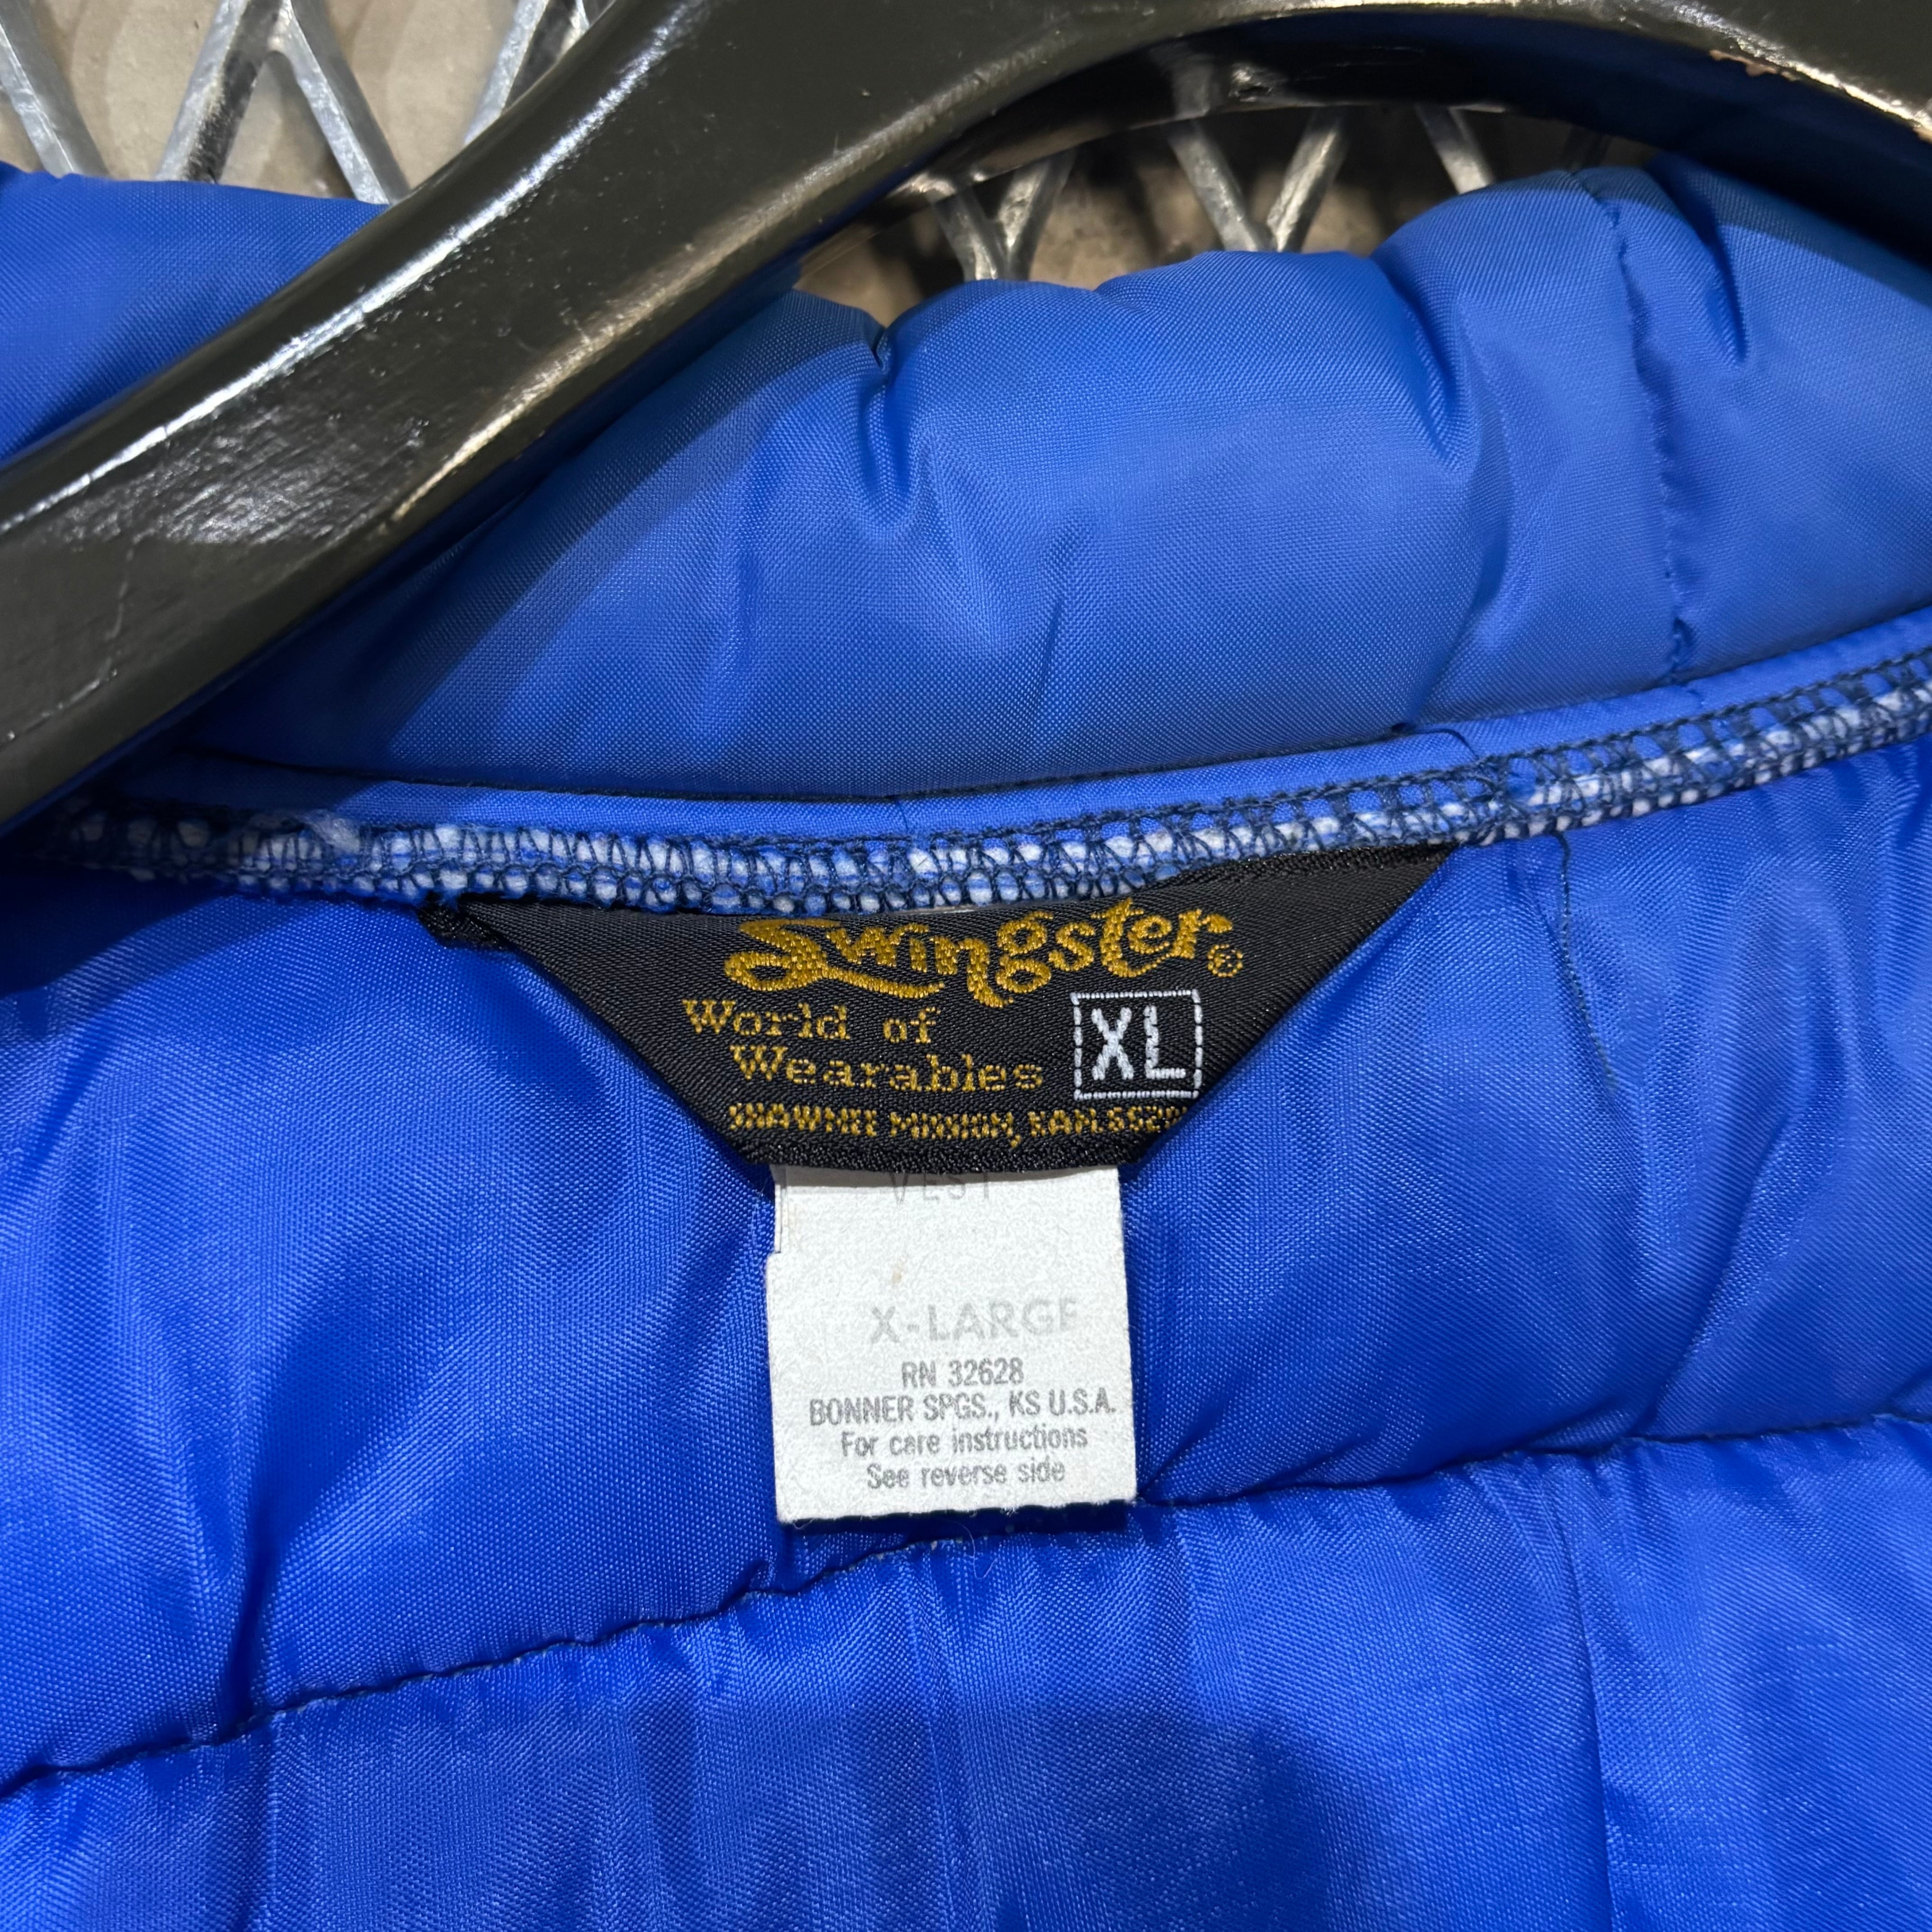 Swingster®
World of
Wearables
XL
SHAWNEE MISSION, KAN.
VEST
X-LARGE
RN 32628
BONNER SPGS., KS U.S.A.
For care instructions
See reverse side